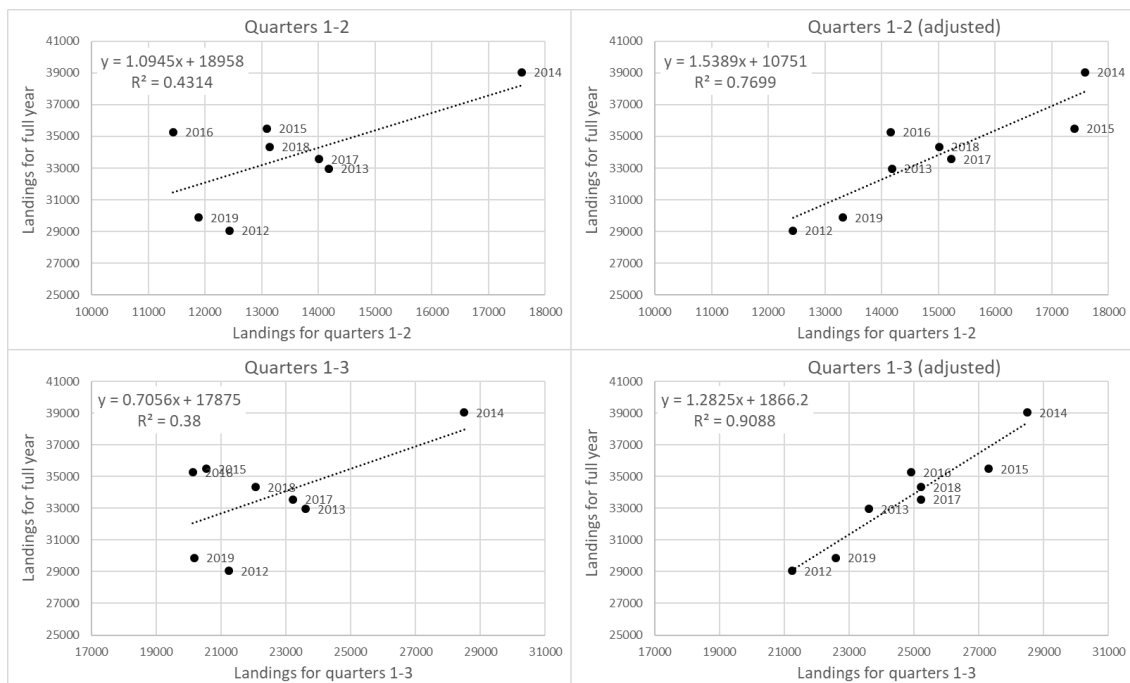 Quarters 1-2
41000
39000
37000
35000
33000
31000
29000
27000
25000
y = 1.0945x + 18958
R² = 0.4314
2014
2016
2015
2018
2017
2013
2019
2012
10000 11000 12000 13000 14000 15000 16000 17000 18000
Landings for quarters 1-2
Landings for full year
Quarters 1-2 (adjusted)
41000
39000
37000
35000
33000
31000
29000
27000
25000
y = 1.5389x + 10751
R² = 0.7699
2014
2015
2016
2018
2017
2013
2019
2012
10000 11000 12000 13000 14000 15000 16000 17000 18000
Landings for quarters 1-2
Landings for full year
Quarters 1-3
41000
39000
37000
35000
33000
31000
29000
27000
25000
y = 0.7056x + 17875
R² = 0.38
2014
2015
2016
2018
2017
2013
2019
2012
17000 19000 21000 23000 25000 27000 29000 31000
Landings for quarters 1-3
Landings for full year
Quarters 1-3 (adjusted)
41000
39000
37000
35000
33000
31000
29000
27000
25000
y = 1.2825x + 1866.2
R² = 0.9088
2014
2016
2015
2018
2017
2013
2019
2012
17000 19000 21000 23000 25000 27000 29000 31000
Landings for quarters 1-3
Landings for full year